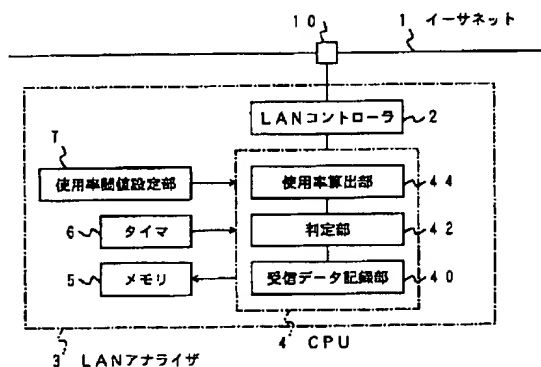 １０
１ イーサネット
ＬＡＮコントローラ
２
Ｔ
使用率閾値設定部
使用率算出部
４４
６
タイマ
判定部
４２
５
メモリ
受信データ記録部
４０
３ ＬＡＮアナライザ
４ ＣＰＵ